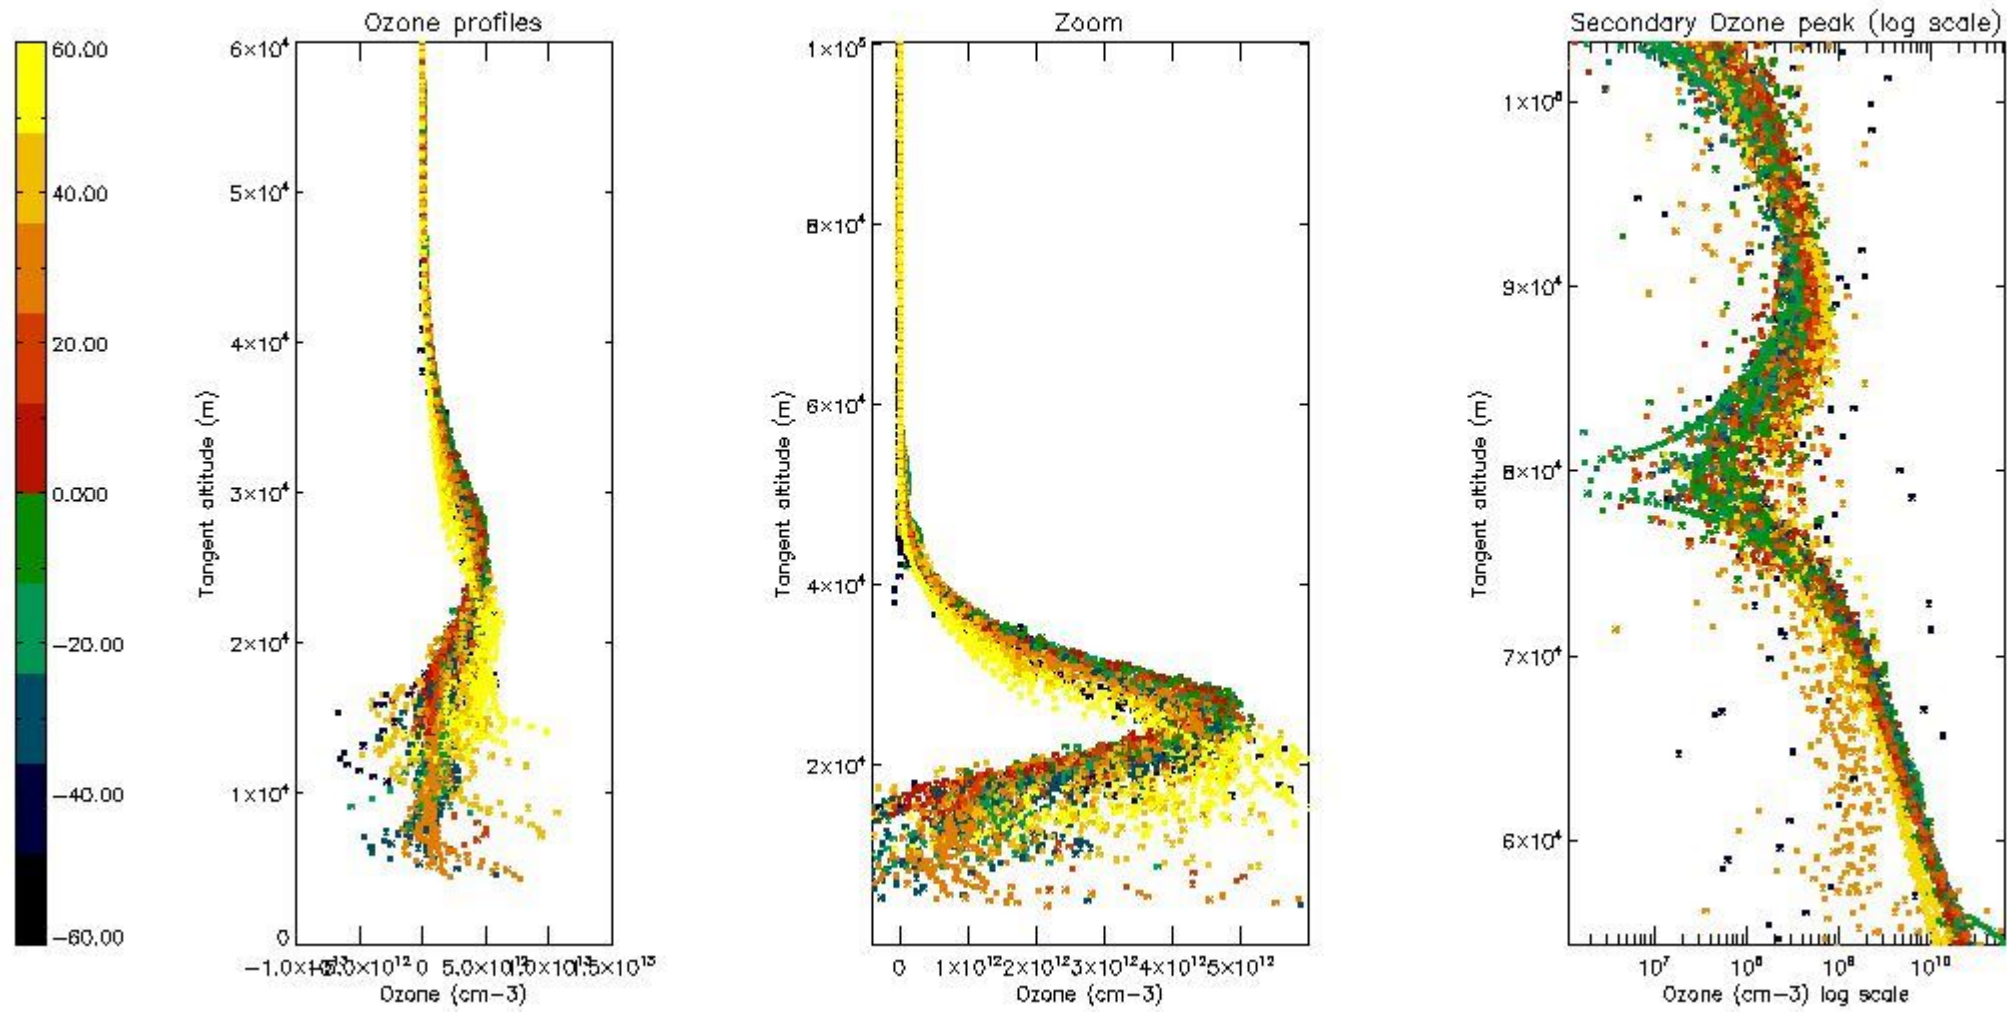 Ozone profiles
Zoom
Secondary Ozone peak (log scale)
60.00
40.00
20.00
0.000
−20.00
−40.00
−60.00
6×10⁴
5×10⁴
4×10⁴
3×10⁴
2×10⁴
1×10⁴
0
Tangent altitude (m)
0
Ozone (cm−3)
1×10⁵
8×10⁴
6×10⁴
4×10⁴
2×10⁴
Tangent altitude (m)
0 1×10¹² 2×10¹² 3×10¹² 4×10¹² 5×10¹²
Ozone (cm−3)
9×10⁴
8×10⁴
7×10⁴
6×10⁴
Tangent altitude (m)
10⁷ 10⁸ 10⁹ 10¹⁰
Ozone (cm−3) log scale